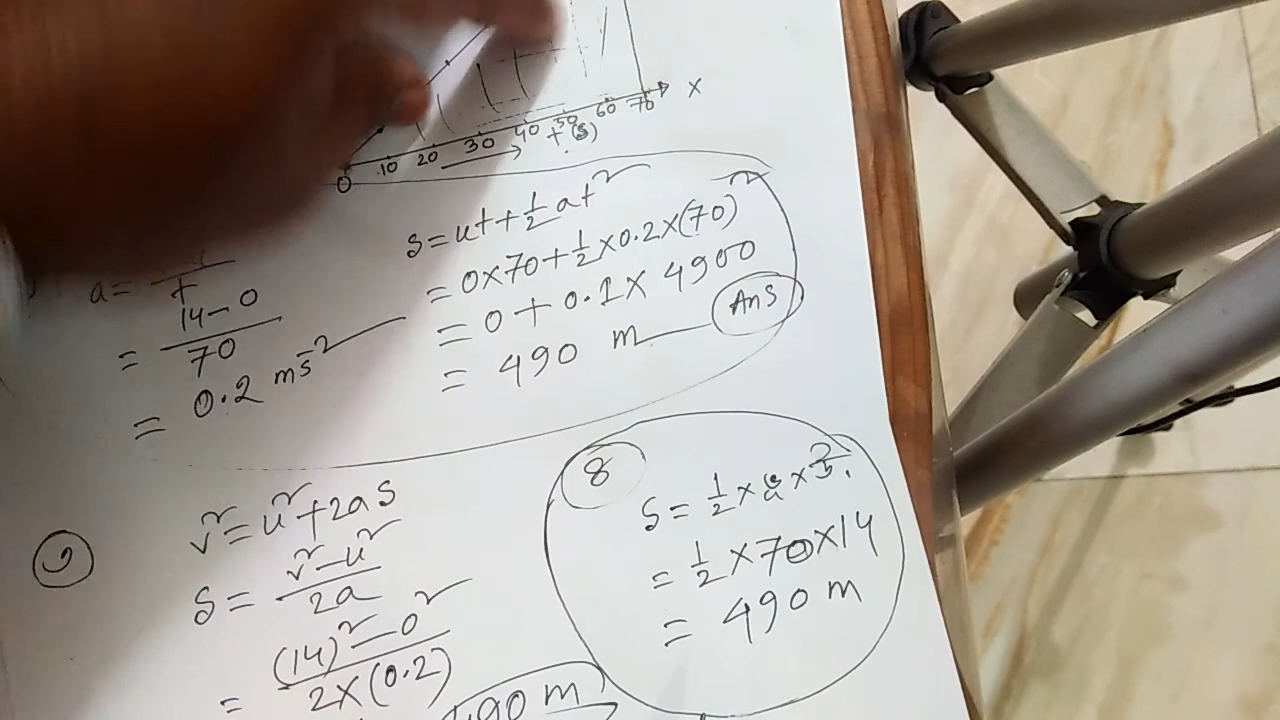 0 10 20 30 40 50 60 70 X
t (s)
a =
t
= 14-0
70
= 0.2 ms⁻²
S = ut + ½ at²
= 0×70 + ½ × 0.2 × (70)²
= 0 + 0.1 × 4900
= 490 m
Ans
v² = u² + 2as
S = v² - u²
2a
= (14)² - 0²
2×(0.2)
490 m
8
S = ½ ×
= ½ × 70 × 14
= 490 m